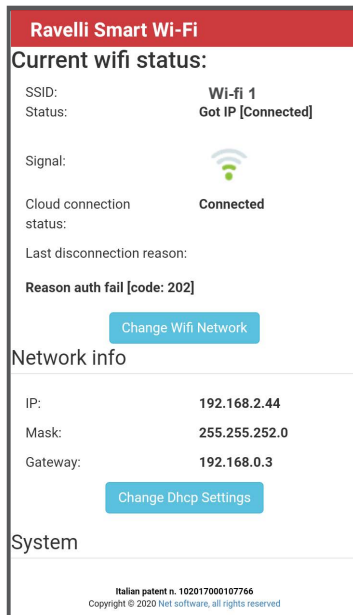 Ravelli Smart Wi-Fi
Current wifi status:
SSID: Wi-fi 1
Status: Got IP [Connected]
Signal:
Cloud connection Connected
status:
Last disconnection reason:
Reason auth fail [code: 202]
Change Wifi Network
Network info
IP: 192.168.2.44
Mask: 255.255.252.0
Gateway: 192.168.0.3
Change Dhcp Settings
System
Italian patent n. 102017000107766
Copyright © 2020 Net software, all rights reserved